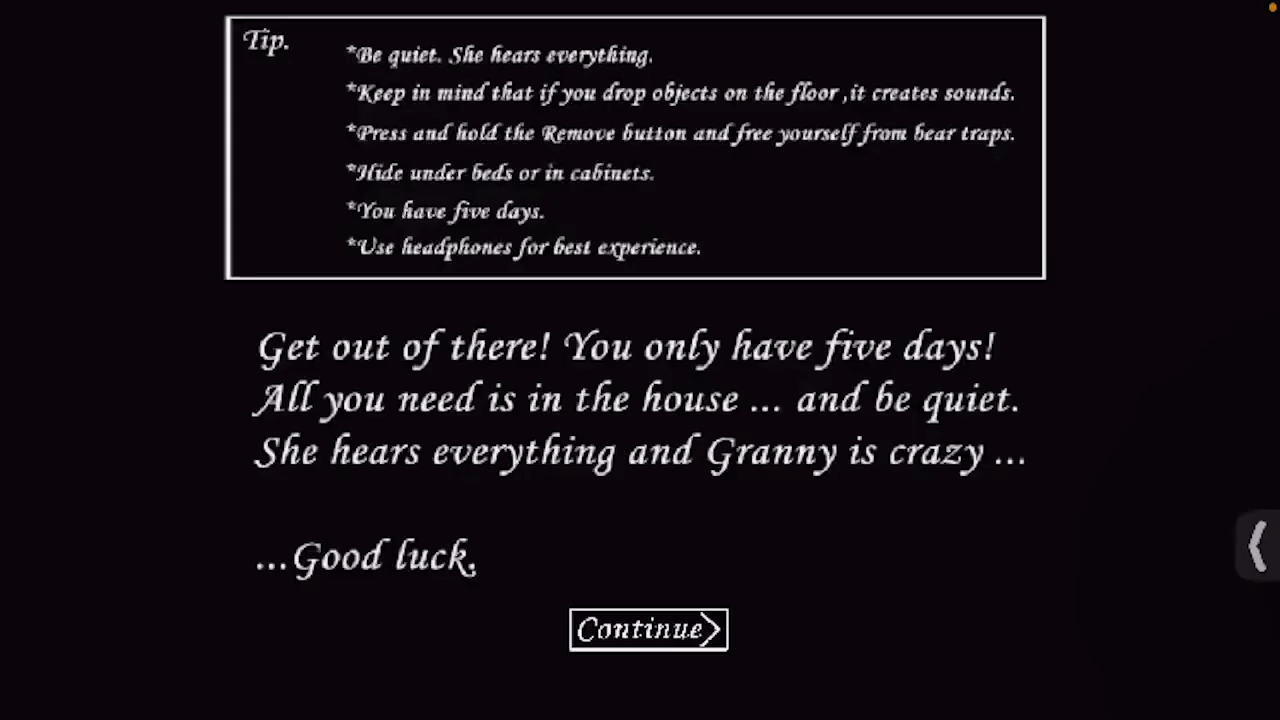 Tip.
*Be quiet. She hears everything.
*Keep in mind that if you drop objects on the floor ,it creates sounds.
*Press and hold the Remove button and free yourself from bear traps.
*Hide under beds or in cabinets.
*You have five days.
*Use headphones for best experience.
Get out of there! You only have five days!
All you need is in the house ... and be quiet.
She hears everything and Granny is crazy ...
...Good luck.
Continue>